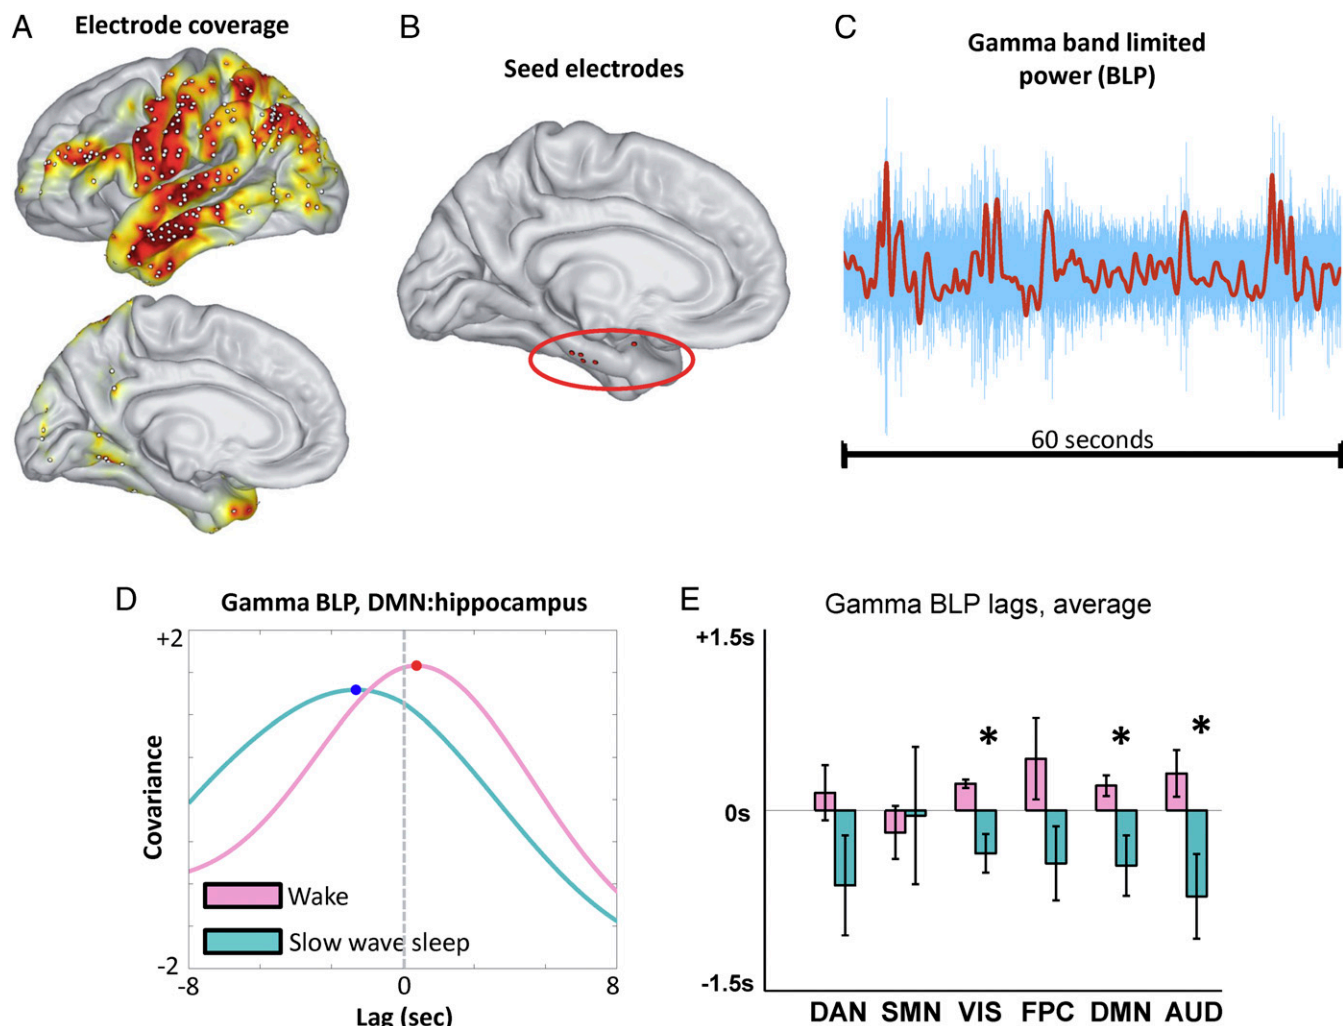 A
Electrode coverage
B
Seed electrodes
C
Gamma band limited
power (BLP)
60 seconds
D
Gamma BLP, DMN:hippocampus
+2
Covariance
-2
Wake
Slow wave sleep
-8
0
8
Lag (sec)
E
Gamma BLP lags, average
+1.5s
0s
-1.5s
*
*
*
DAN SMN VIS FPC DMN AUD